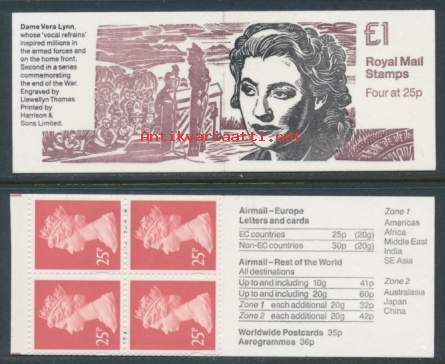 Dame Vera Lynn,
whose 'vocal refrains'
inspired millions in
the armed forces and
on the home front.
Second in a series
commemorating
the end of the War.
Engraved by
Llewellyn Thomas
Printed by
Harrison &
Sons Limited.
£1
Royal Mail
Stamps
Four at 25p
Antikvariaatti.net
25P
25P
25P
25P
Airmail–Europe
Letters and cards
EC countries 25p (20g)
Non-EC countries 30p (20g)
Airmail–Rest of the World
All destinations
Up to and including 10g 41p
Up to and including 20g 60p
Zone 1 each additional 20g 32p
Zone 2 each additional 20g 42p
Worldwide Postcards 35p
Aerogrammes 36p
Zone 1
Americas
Africa
Middle East
India
SE Asia
Zone 2
Australasia
Japan
China